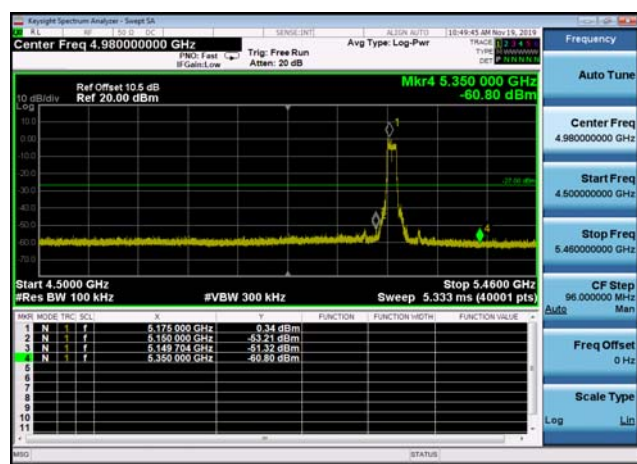 Keysight Spectrum Analyzer - Swept SA
RL RF 50 Ω DC SENSE:INT ALIGN AUTO 10:49:45 AM Nov 19, 2019
Center Freq 4.980000000 GHz
PNO: Fast
IFGain:Low
Trig: Free Run
Atten: 20 dB
Avg Type: Log-Pwr
TRACE 1 2 3 4 5 6
TYPE
DET P N N N N N
Ref Offset 10.5 dB
10 dB/div Ref 20.00 dBm
Log
Mkr4 5.350 000 GHz
-60.80 dBm
10.0
0.00
-10.0
-20.0
-30.0
-40.0
-50.0
-60.0
-70.0
1
4
-27.00 dBm
Start 4.5000 GHz Stop 5.4600 GHz
#Res BW 100 kHz #VBW 300 kHz Sweep 5.333 ms (40001 pts)
MKR MODE TRC SCL X Y FUNCTION FUNCTION WIDTH FUNCTION VALUE
1 N 1 f 5.175 000 GHz 0.34 dBm
2 N 1 f 5.150 000 GHz -53.21 dBm
3 N 1 f 5.149 704 GHz -51.32 dBm
4 N 1 f 5.350 000 GHz -60.80 dBm
5
6
7
8
9
10
11
MSG STATUS
Frequency
Auto Tune
Center Freq
4.980000000 GHz
Start Freq
4.500000000 GHz
Stop Freq
5.460000000 GHz
CF Step
96.000000 MHz
Auto Man
Freq Offset
0 Hz
Scale Type
Log Lin